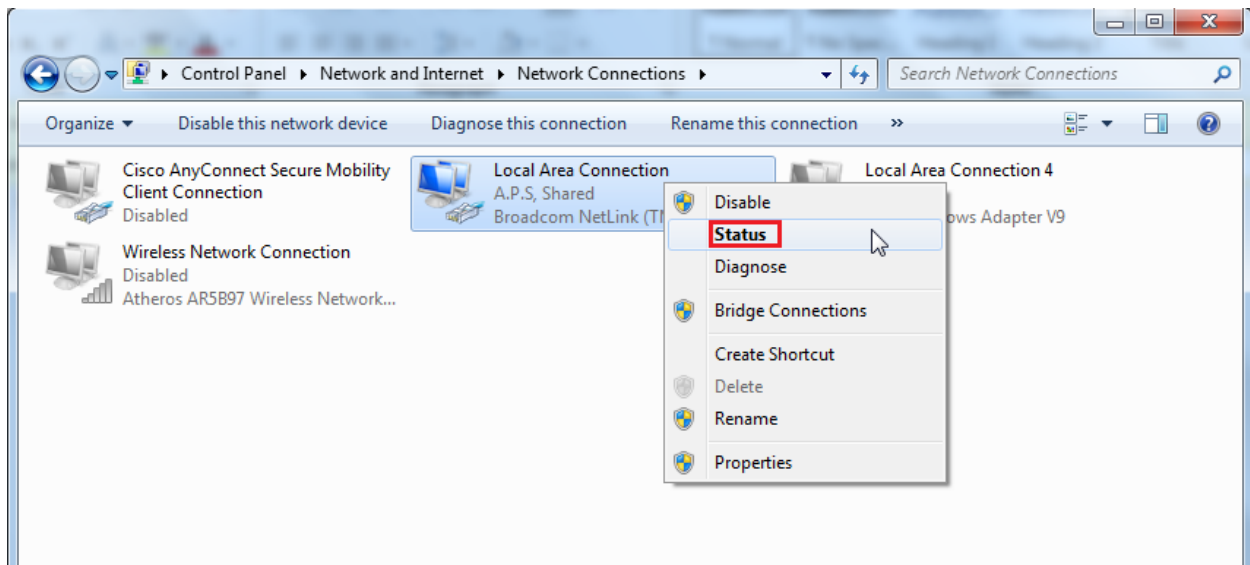 Control Panel Network and Internet Network Connections Search Network Connections
Organize Disable this network device Diagnose this connection Rename this connection »
Cisco AnyConnect Secure Mobility
Client Connection
Disabled
Local Area Connection
A.P.S, Shared
Broadcom NetLink
Local Area Connection 4
Adapter V9
Wireless Network Connection
Disabled
Atheros AR5B97 Wireless Network...
Disable
Status
Diagnose
Bridge Connections
Create Shortcut
Delete
Rename
Properties